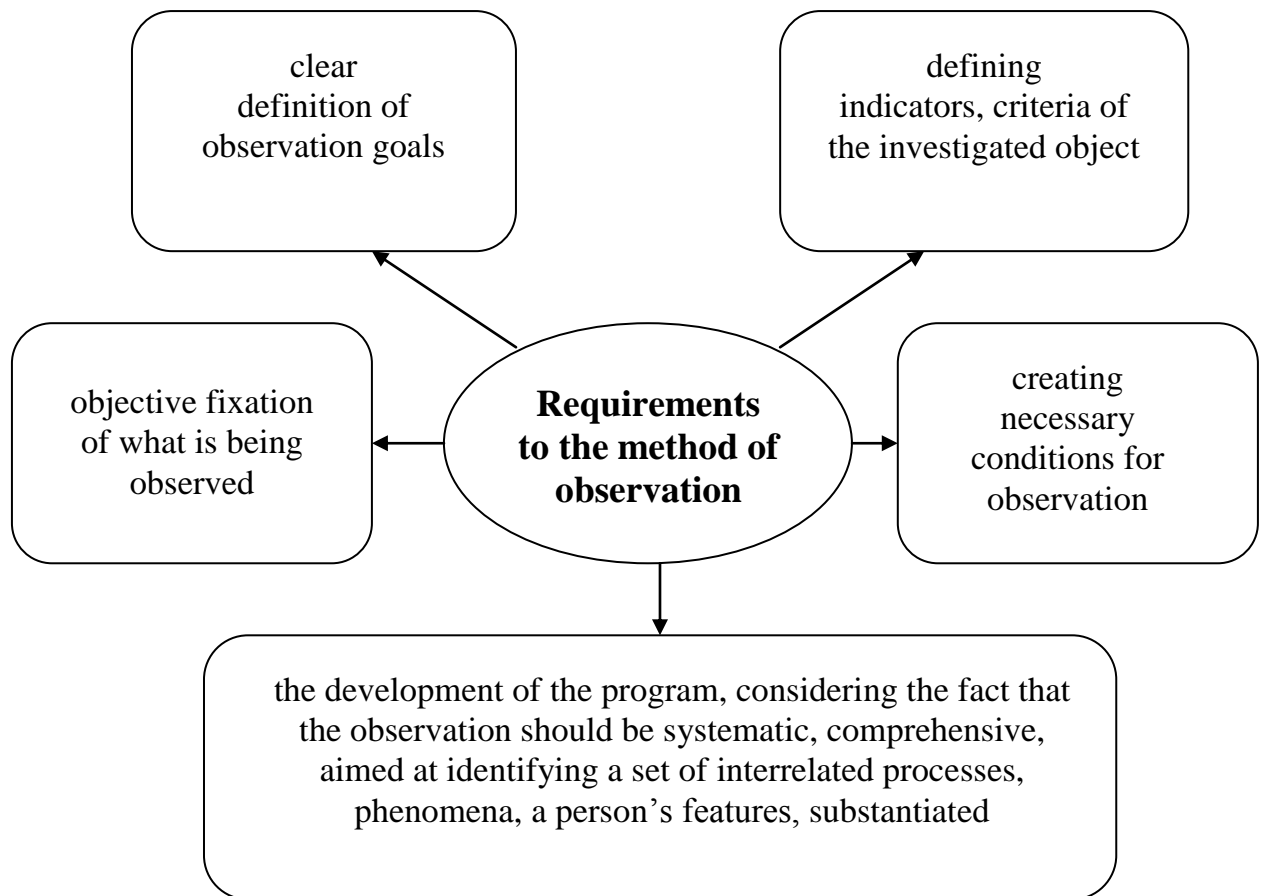 clear
definition of
observation goals
defining
indicators, criteria of
the investigated object
objective fixation
of what is being
observed
Requirements
to the method of
observation
creating
necessary
conditions for
observation
the development of the program, considering the fact that
the observation should be systematic, comprehensive,
aimed at identifying a set of interrelated processes,
phenomena, a person’s features, substantiated